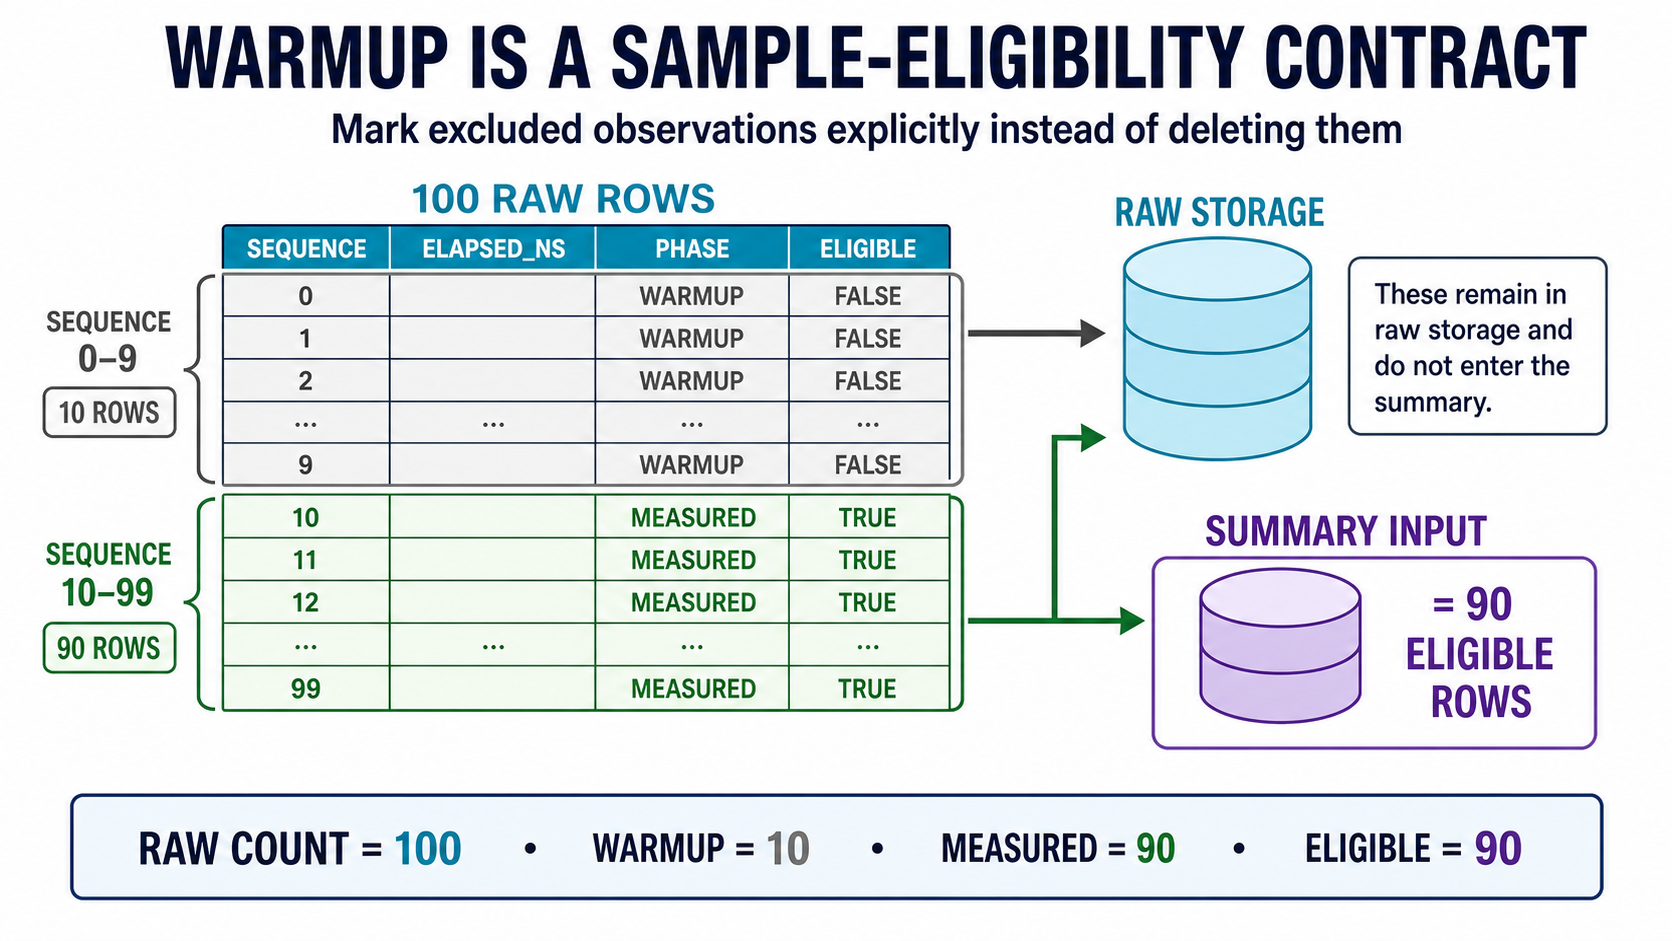 WARMUP IS A SAMPLE-ELIGIBILITY CONTRACT
Mark excluded observations explicitly instead of deleting them
100 RAW ROWS
SEQUENCE ELAPSED_NS PHASE ELIGIBLE
0 WARMUP FALSE
1 WARMUP FALSE
2 WARMUP FALSE
... ... ... ...
9 WARMUP FALSE
10 MEASURED TRUE
11 MEASURED TRUE
12 MEASURED TRUE
... ... ... ...
99 MEASURED TRUE
SEQUENCE
0–9
10 ROWS
SEQUENCE
10–99
90 ROWS
RAW STORAGE
These remain in
raw storage and
do not enter the
summary.
SUMMARY INPUT
= 90
ELIGIBLE
ROWS
RAW COUNT = 100 • WARMUP = 10 • MEASURED = 90 • ELIGIBLE = 90